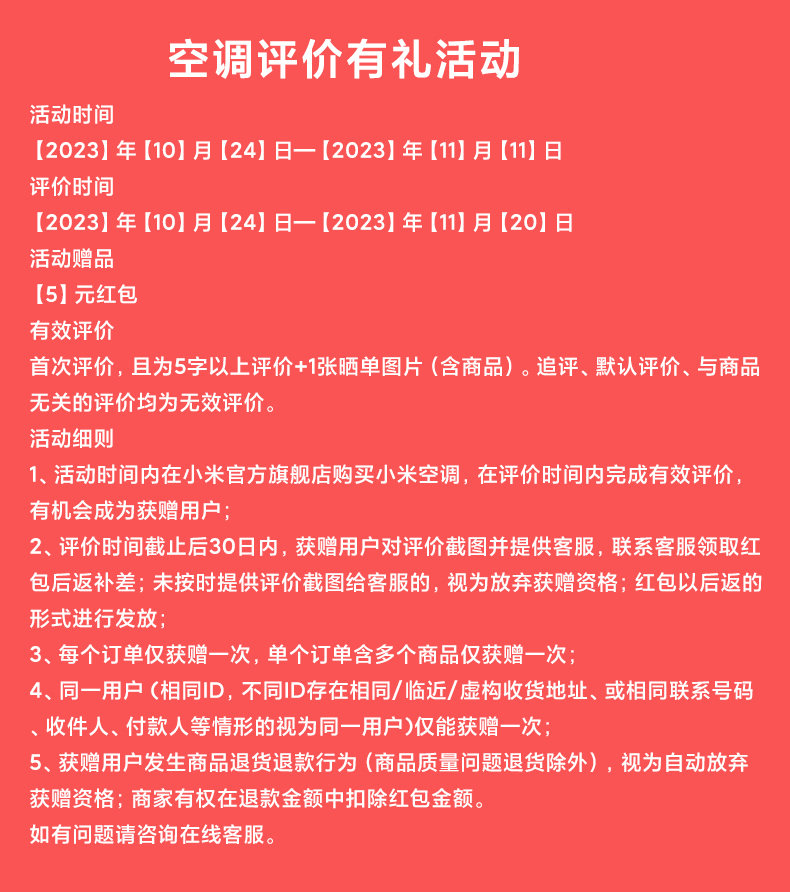 空调评价有礼活动
活动时间
【2023】年【10】月【24】日—【2023】年【11】月【11】日
评价时间
【2023】年【10】月【24】日—【2023】年【11】月【20】日
活动赠品
【5】元红包
有效评价
首次评价，且为5字以上评价+1张晒单图片（含商品）。追评、默认评价、与商品
无关的评价均为无效评价。
活动细则
1、活动时间内在小米官方旗舰店购买小米空调，在评价时间内完成有效评价，
有机会成为获赠用户；
2、评价时间截止后30日内，获赠用户对评价截图并提供客服，联系客服领取红
包后返补差；未按时提供评价截图给客服的，视为放弃获赠资格；红包以后返的
形式进行发放；
3、每个订单仅获赠一次，单个订单含多个商品仅获赠一次；
4、同一用户（相同ID，不同ID存在相同/临近/虚构收货地址、或相同联系号码
、收件人、付款人等情形的视为同一用户)仅能获赠一次；
5、获赠用户发生商品退货退款行为（商品质量问题退货除外），视为自动放弃
获赠资格；商家有权在退款金额中扣除红包金额。
如有问题请咨询在线客服。